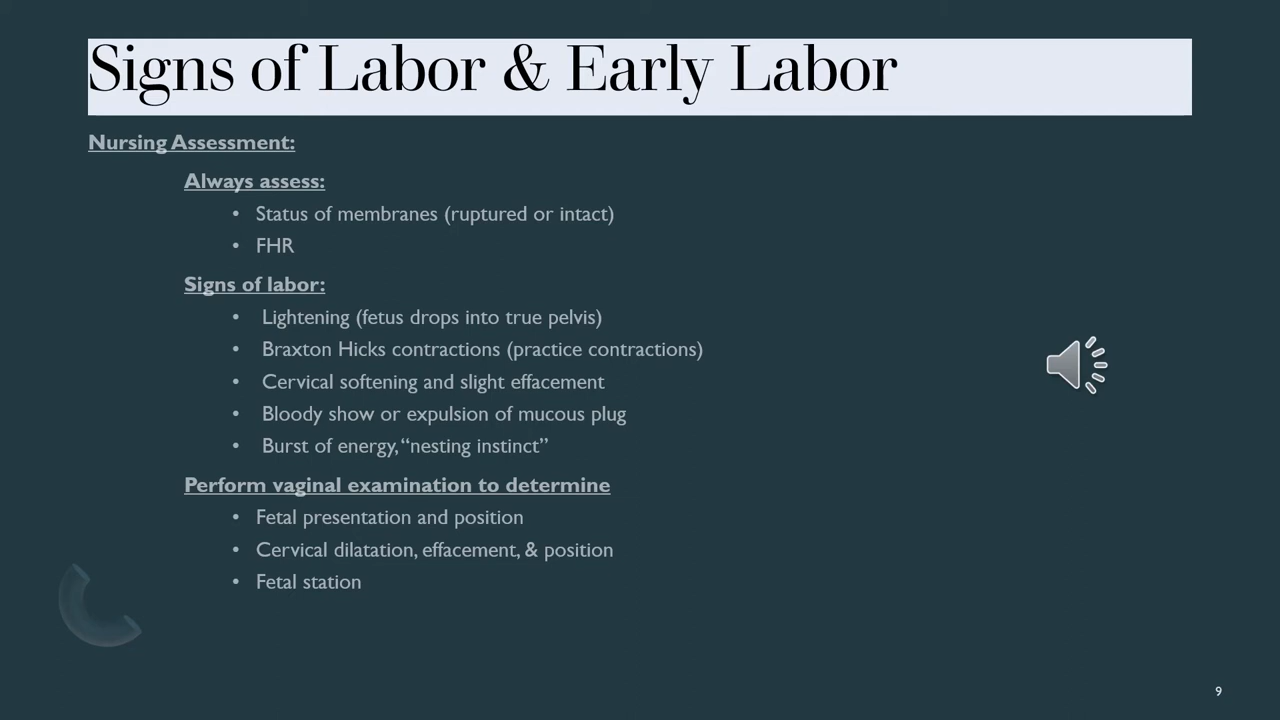 Signs of Labor & Early Labor
Nursing Assessment:
Always assess:
• Status of membranes (ruptured or intact)
• FHR
Signs of labor:
• Lightening (fetus drops into true pelvis)
• Braxton Hicks contractions (practice contractions)
• Cervical softening and slight effacement
• Bloody show or expulsion of mucous plug
• Burst of energy, “nesting instinct”
Perform vaginal examination to determine
• Fetal presentation and position
• Cervical dilatation, effacement, & position
• Fetal station
9